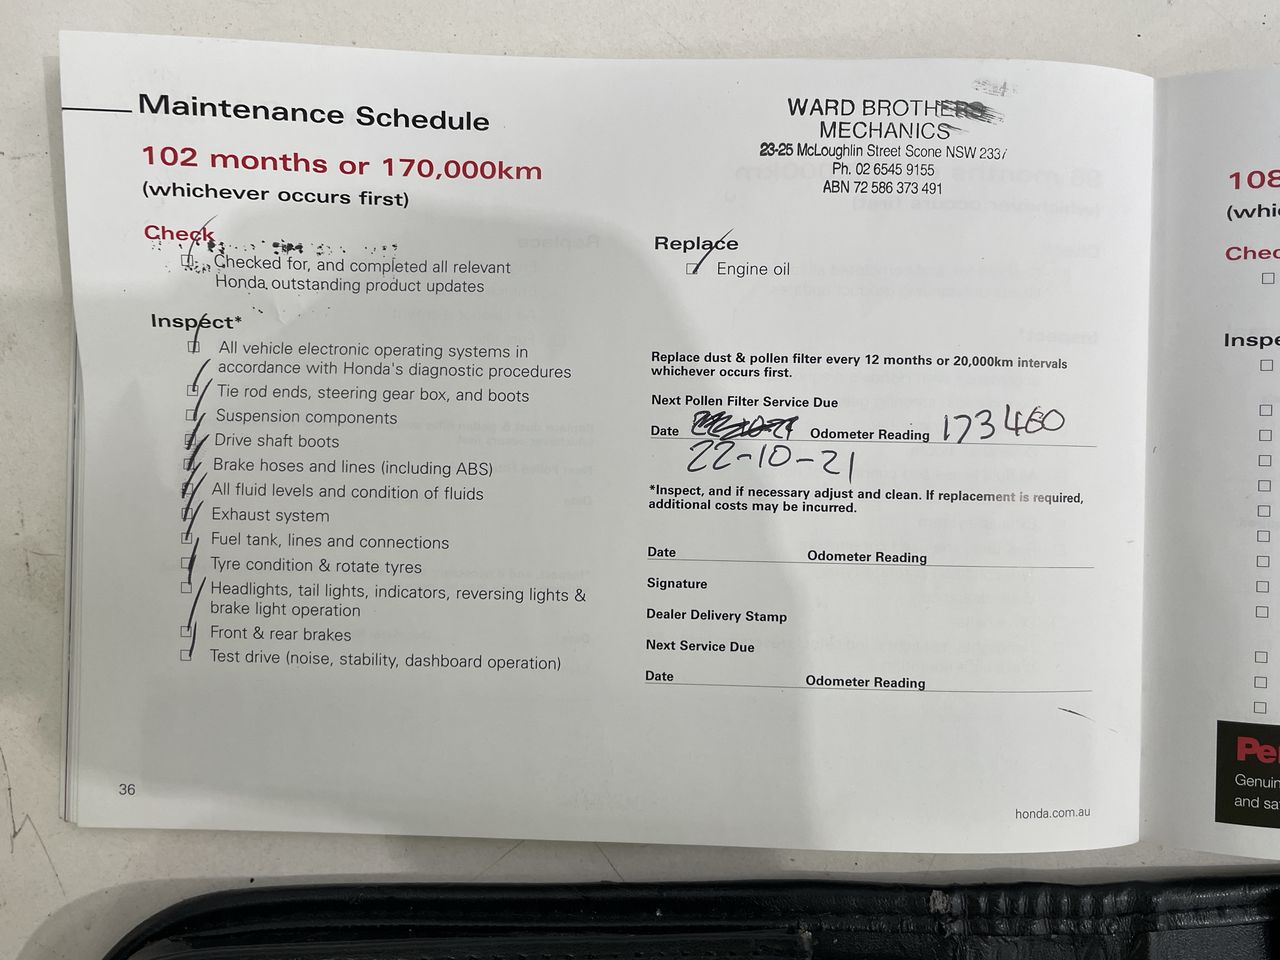 Maintenance Schedule
102 months or 170,000km
(whichever occurs first)
Check
Checked for, and completed all relevant
Honda outstanding product updates
Inspect*
All vehicle electronic operating systems in
accordance with Honda's diagnostic procedures
Tie rod ends, steering gear box, and boots
Suspension components
Drive shaft boots
Brake hoses and lines (including ABS)
All fluid levels and condition of fluids
Exhaust system
Fuel tank, lines and connections
Tyre condition & rotate tyres
Headlights, tail lights, indicators, reversing lights &
brake light operation
Front & rear brakes
Test drive (noise, stability, dashboard operation)
36
WARD BROTHERS
MECHANICS
23-25 McLoughlin Street Scone NSW 2337
Ph. 02 6545 9155
ABN 72 586 373 491
Replace
Engine oil
Replace dust & pollen filter every 12 months or 20,000km intervals
whichever occurs first.
Next Pollen Filter Service Due
Date Odometer Reading 173460
22-10-21
*Inspect, and if necessary adjust and clean. If replacement is required,
additional costs may be incurred.
Date Odometer Reading
Signature
Dealer Delivery Stamp
Next Service Due
Date Odometer Reading
honda.com.au
108
(whi
Chec
Inspe
Pe
Genuin
and sa